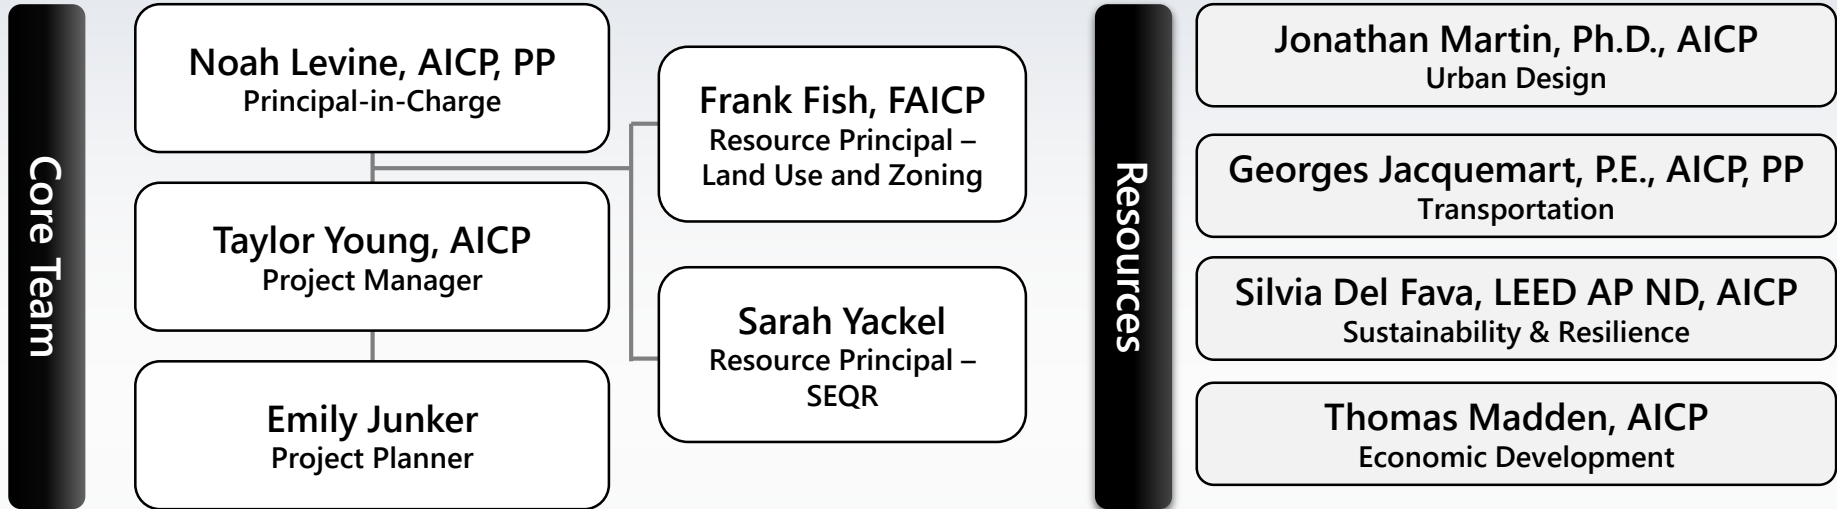 Core Team
Noah Levine, AICP, PP
Principal-in-Charge
Taylor Young, AICP
Project Manager
Emily Junker
Project Planner
Frank Fish, FAICP
Resource Principal –
Land Use and Zoning
Sarah Yackel
Resource Principal –
SEQR
Resources
Jonathan Martin, Ph.D., AICP
Urban Design
Georges Jacquemart, P.E., AICP, PP
Transportation
Silvia Del Fava, LEED AP ND, AICP
Sustainability & Resilience
Thomas Madden, AICP
Economic Development